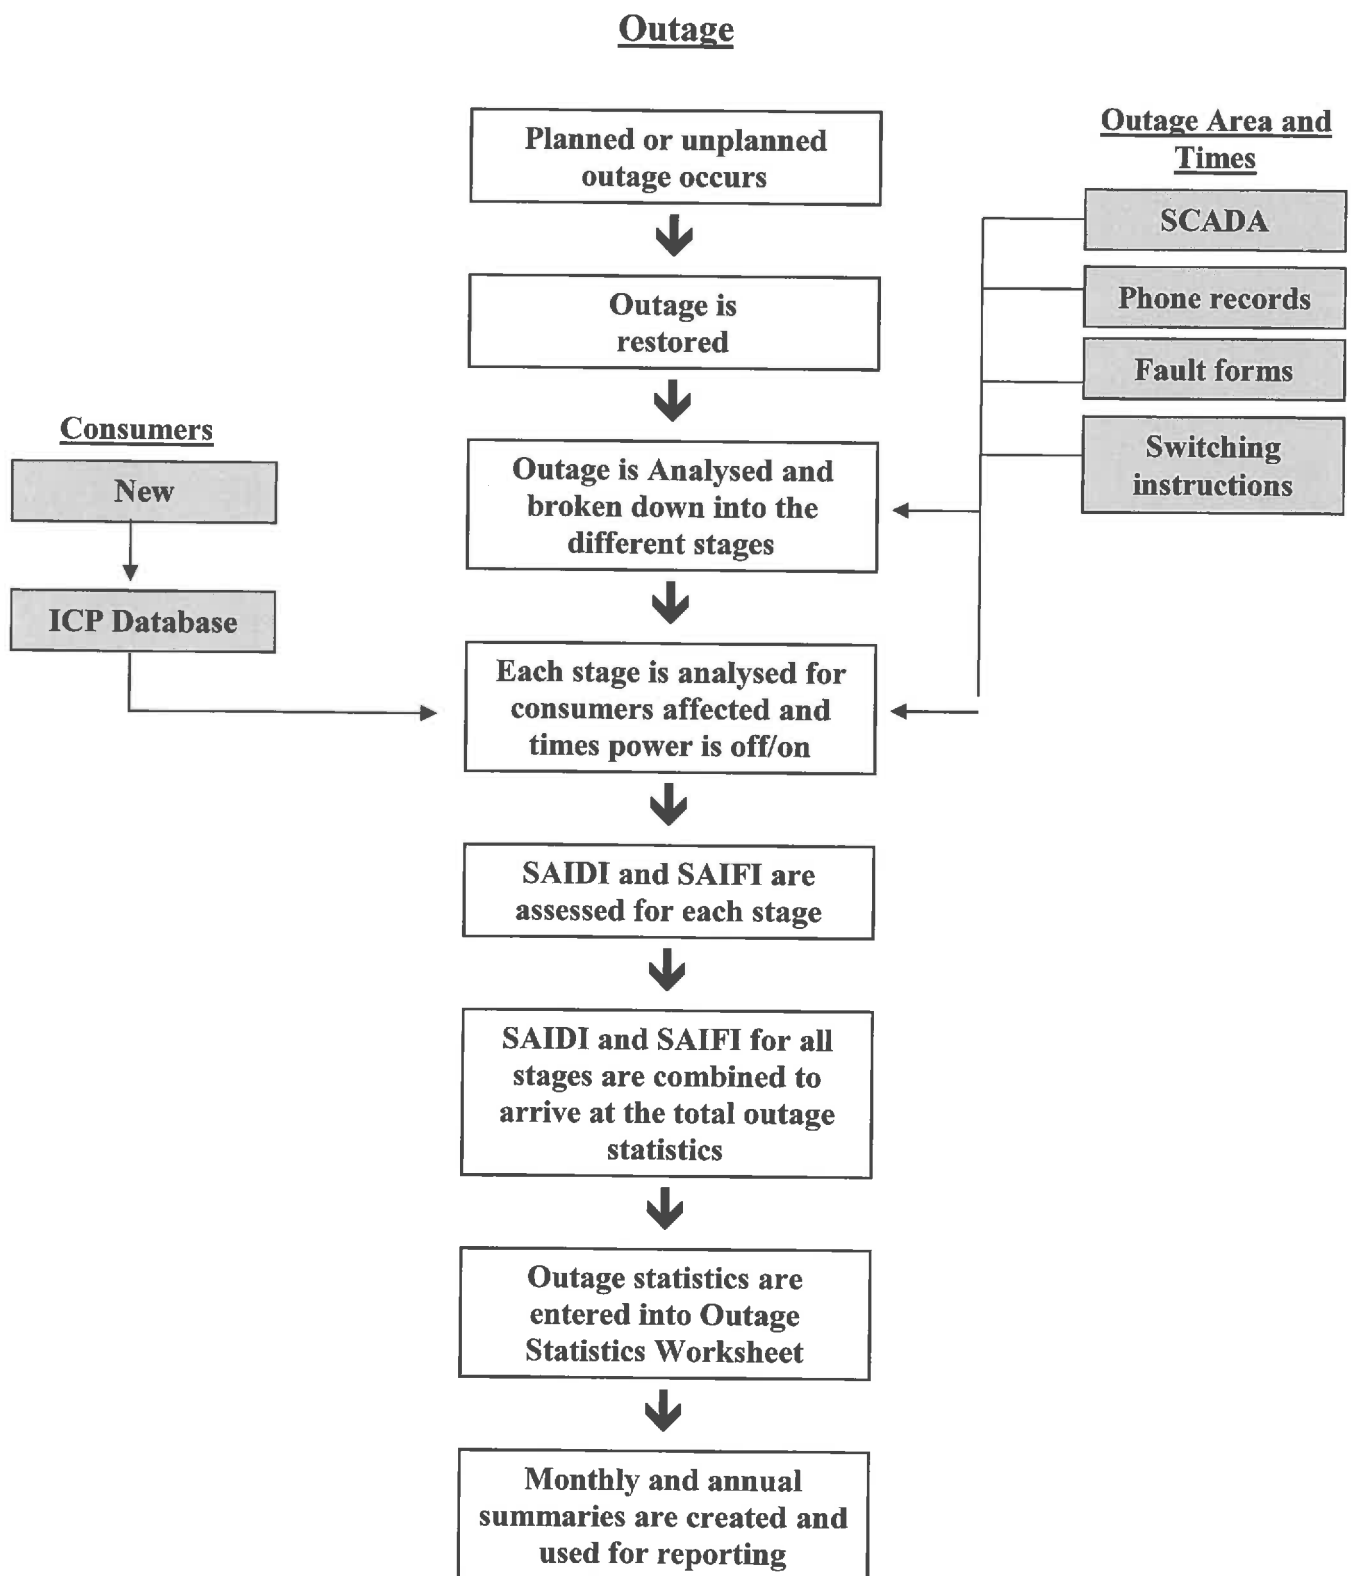 Outage
Planned or unplanned
outage occurs
Outage is
restored
Outage is Analysed and
broken down into the
different stages
Each stage is analysed for
consumers affected and
times power is off/on
SAIDI and SAIFI are
assessed for each stage
SAIDI and SAIFI for all
stages are combined to
arrive at the total outage
statistics
Outage statistics are
entered into Outage
Statistics Worksheet
Monthly and annual
summaries are created and
used for reporting
Consumers
New
ICP Database
Outage Area and
Times
SCADA
Phone records
Fault forms
Switching
instructions